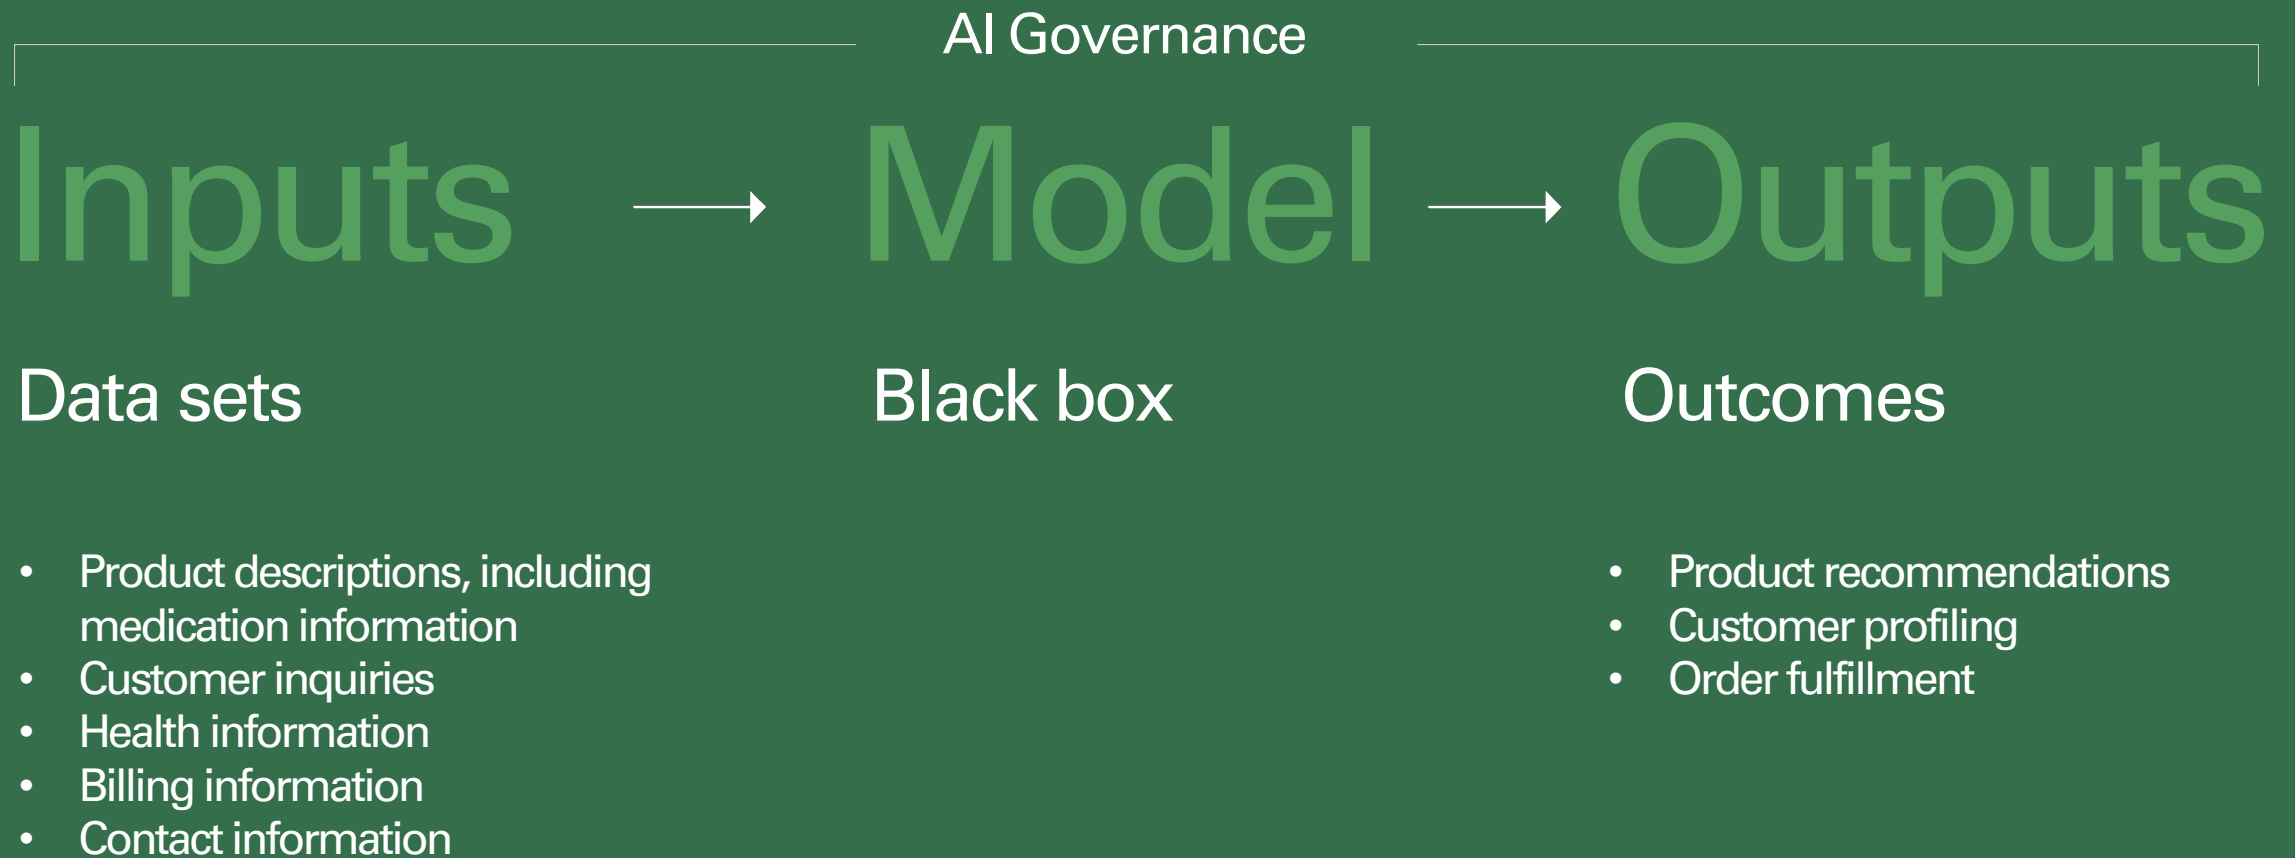 AI Governance
Inputs → Model → Outputs
Data sets
Black box
Outcomes
• Product descriptions, including
medication information
• Customer inquiries
• Health information
• Billing information
• Contact information
• Product recommendations
• Customer profiling
• Order fulfillment